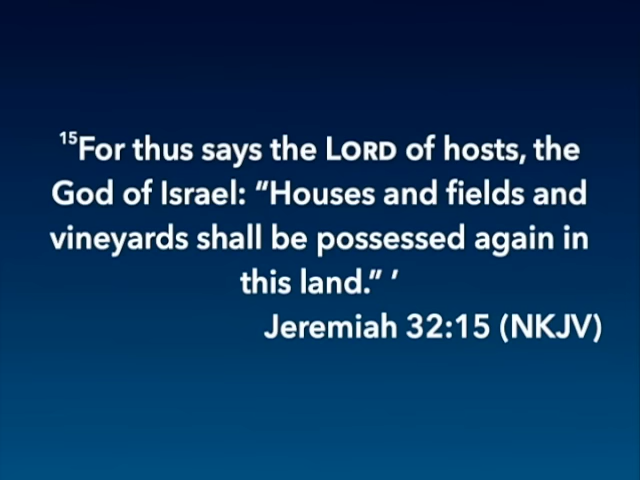 ¹⁵For thus says the LORD of hosts, the
God of Israel: “Houses and fields and
vineyards shall be possessed again in
this land.” ’
Jeremiah 32:15 (NKJV)